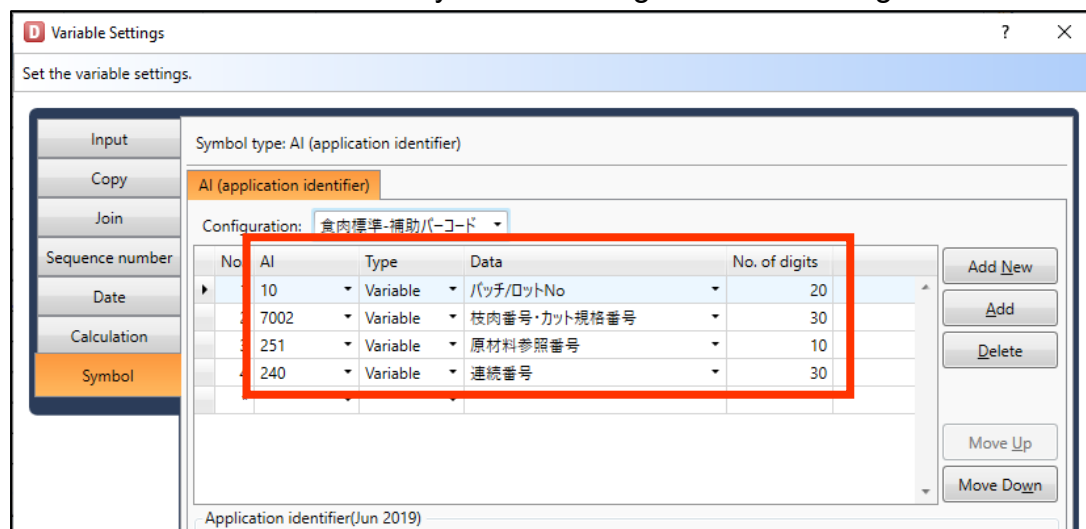 Variable Settings ? ×
Set the variable settings.
Input
Copy
Join
Sequence number
Date
Calculation
Symbol
Symbol type: AI (application identifier)
AI (application identifier)
Configuration: 食肉標準-補助バーコード
No AI Type Data No. of digits
10 Variable バッチ/ロットNo 20
2 7002 Variable 枝肉番号・カット規格番号 30
3 251 Variable 原材料参照番号 10
4 240 Variable 連続番号 30
Add New
Add
Delete
Move Up
Move Down
Application identifier(Jun 2019)